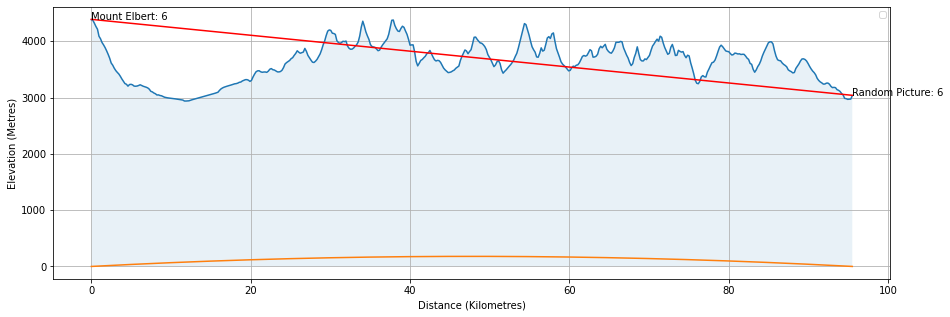 Mount Elbert: 6
Random Picture: 6
4000
3000
2000
1000
0
Elevation (Metres)
0 20 40 60 80 100
Distance (Kilometres)